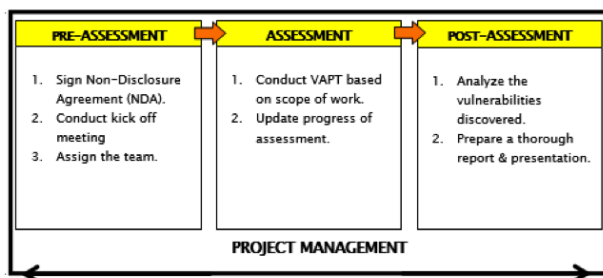 PRE-ASSESSMENT
1. Sign Non-Disclosure
Agreement (NDA).
2. Conduct kick off
meeting
3. Assign the team.
ASSESSMENT
1. Conduct VAPT based
on scope of work.
2. Update progress of
assessment.
POST-ASSESSMENT
1. Analyze the
vulnerabilities
discovered.
2. Prepare a thorough
report & presentation.
PROJECT MANAGEMENT